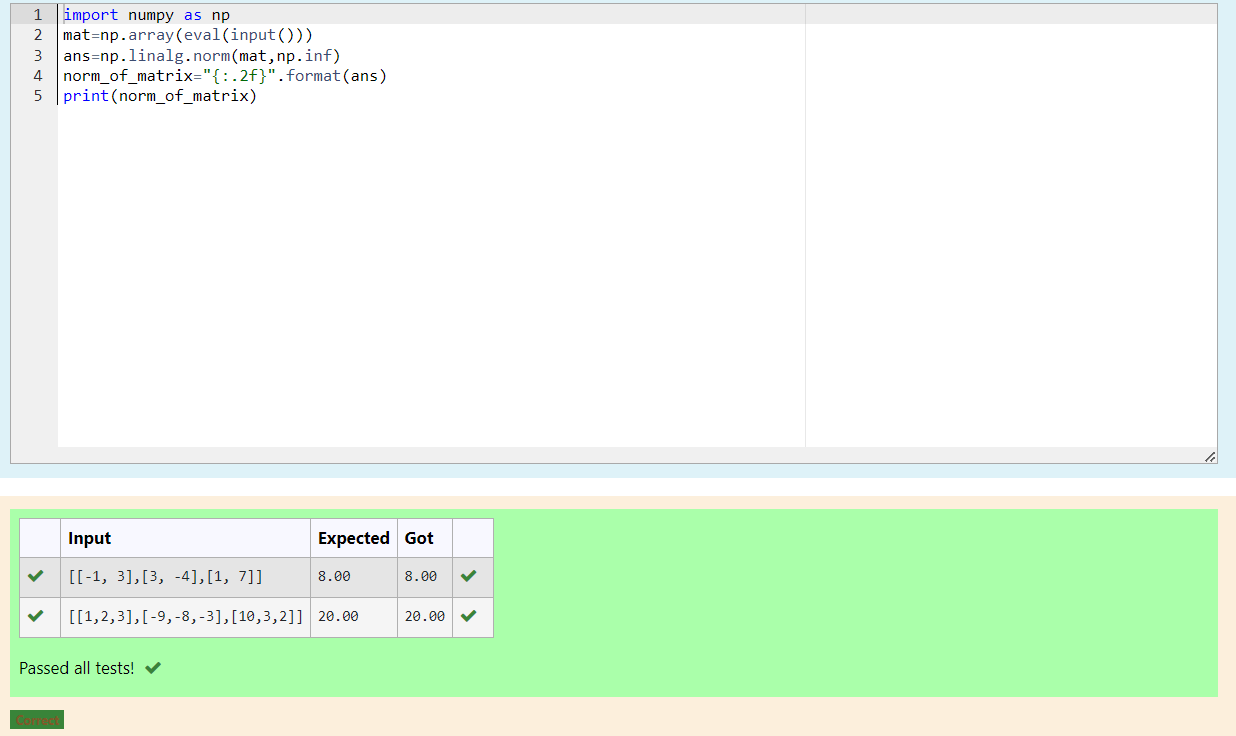 1 import numpy as np
2 mat=np.array(eval(input()))
3 ans=np.linalg.norm(mat,np.inf)
4 norm_of_matrix="{:.2f}".format(ans)
5 print(norm_of_matrix)
Input Expected Got
[[-1, 3],[3, -4],[1, 7]] 8.00 8.00
[[1,2,3],[-9,-8,-3],[10,3,2]] 20.00 20.00
Passed all tests!
Correct